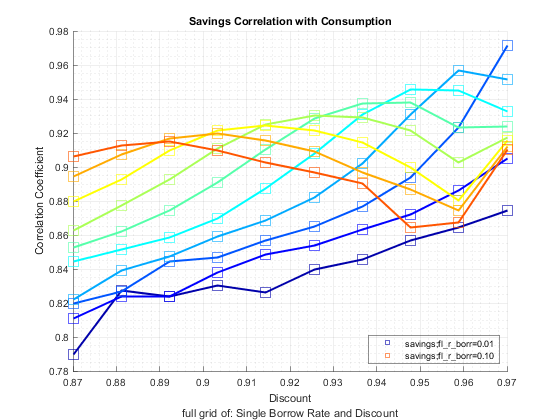 Savings Correlation with Consumption
0.98
0.96
0.94
0.92
0.9
0.88
0.86
0.84
0.82
0.8
0.78
Correlation Coefficient
savings;fl_r_borr=0.01
savings;fl_r_borr=0.10
0.87 0.88 0.89 0.9 0.91 0.92 0.93 0.94 0.95 0.96 0.97
Discount
full grid of: Single Borrow Rate and Discount